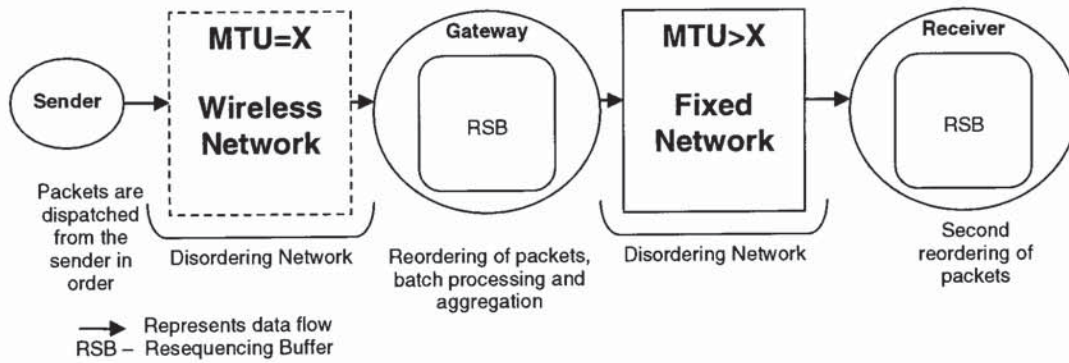 Sender
Packets are
dispatched
from the
sender in
order
MTU=X
Wireless
Network
Disordering Network
Gateway
RSB
Reordering of packets,
batch processing and
aggregation
MTU>X
Fixed
Network
Disordering Network
Receiver
RSB
Second
reordering of
packets
Represents data flow
RSB – Resequencing Buffer